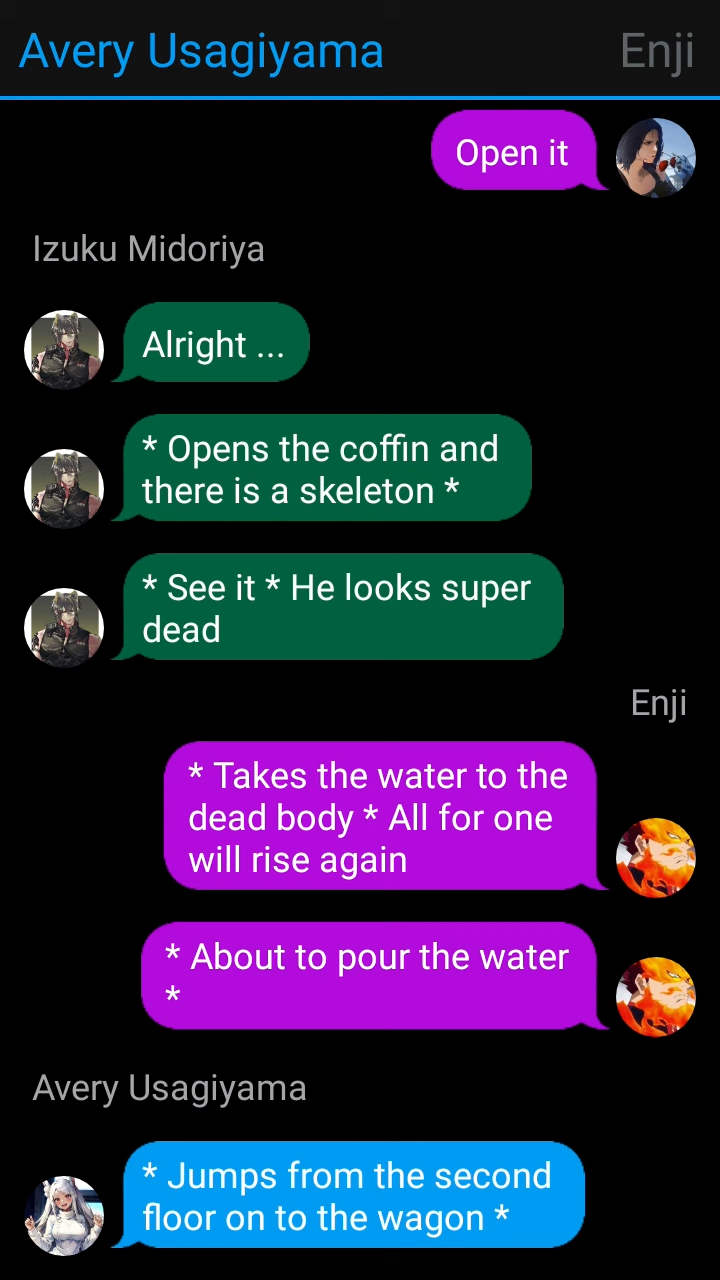 Avery Usagiyama
Enji
Open it
Izuku Midoriya
Alright ...
* Opens the coffin and
there is a skeleton *
* See it * He looks super
dead
Enji
* Takes the water to the
dead body * All for one
will rise again
* About to pour the water
*
Avery Usagiyama
* Jumps from the second
floor on to the wagon *